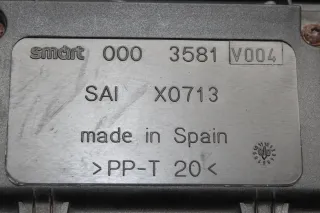 smart 000 3581 V004
SAI X0713
made in Spain
>PP-T 20<